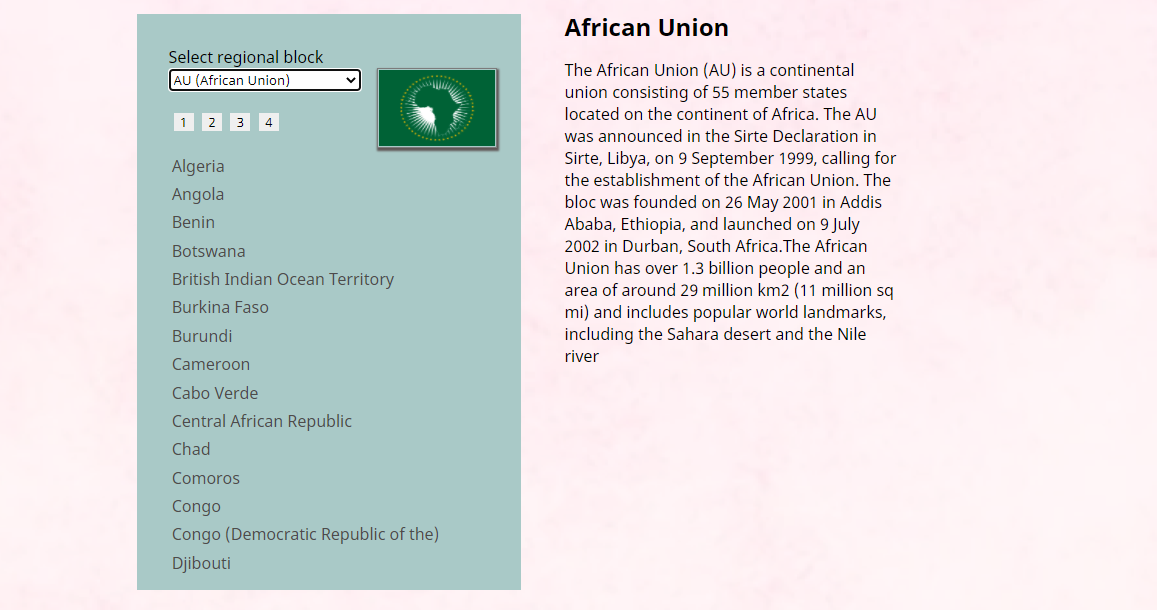 Select regional block
AU (African Union)
1 2 3 4
Algeria
Angola
Benin
Botswana
British Indian Ocean Territory
Burkina Faso
Burundi
Cameroon
Cabo Verde
Central African Republic
Chad
Comoros
Congo
Congo (Democratic Republic of the)
Djibouti
African Union
The African Union (AU) is a continental
union consisting of 55 member states
located on the continent of Africa. The AU
was announced in the Sirte Declaration in
Sirte, Libya, on 9 September 1999, calling for
the establishment of the African Union. The
bloc was founded on 26 May 2001 in Addis
Ababa, Ethiopia, and launched on 9 July
2002 in Durban, South Africa.The African
Union has over 1.3 billion people and an
area of around 29 million km2 (11 million sq
mi) and includes popular world landmarks,
including the Sahara desert and the Nile
river